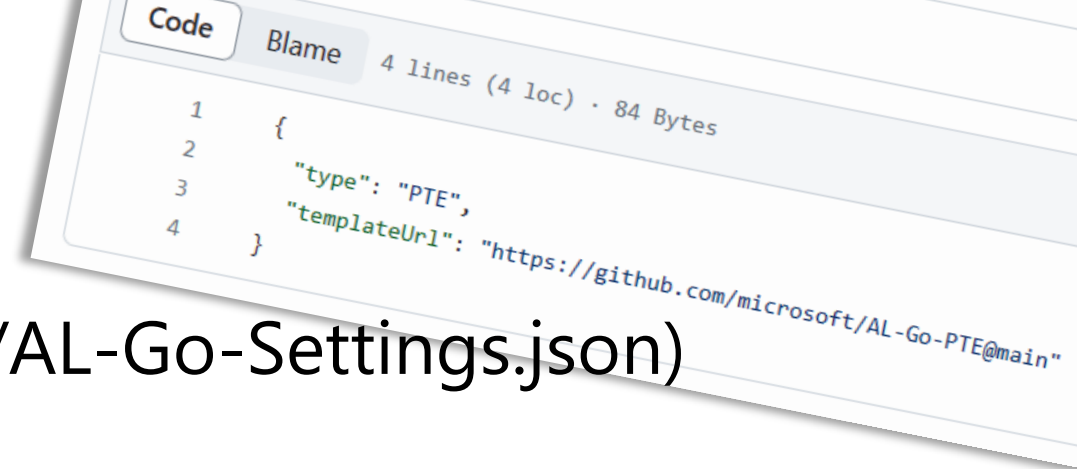 Code Blame 4 lines (4 loc) · 84 Bytes
1 {
2 "type": "PTE",
3 "templateUrl": "https://github.com/microsoft/AL-Go-PTE@main"
4 }
/AL-Go-Settings.json)